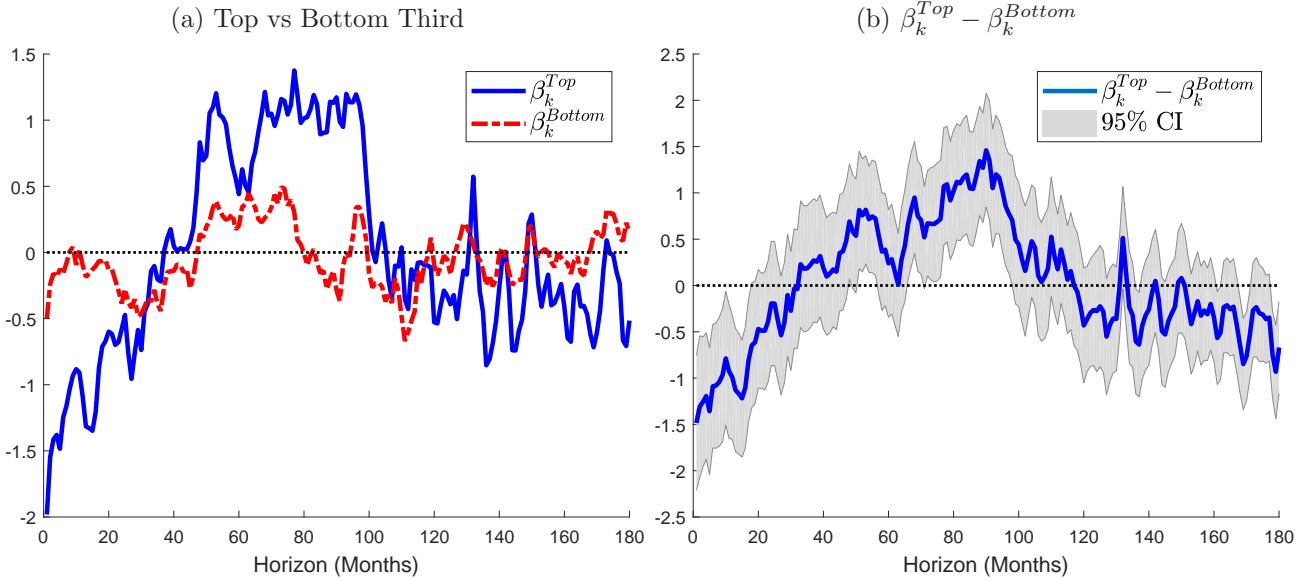 (a) Top vs Bottom Third
1.5
1
0.5
0
-0.5
-1
-1.5
-2
0 20 40 60 80 100 120 140 160 180
Horizon (Months)
β_k^{Top}
β_k^{Bottom}
(b) β_k^{Top} − β_k^{Bottom}
2.5
2
1.5
1
0.5
0
-0.5
-1
-1.5
-2
-2.5
0 20 40 60 80 100 120 140 160 180
Horizon (Months)
β_k^{Top} − β_k^{Bottom}
95% CI